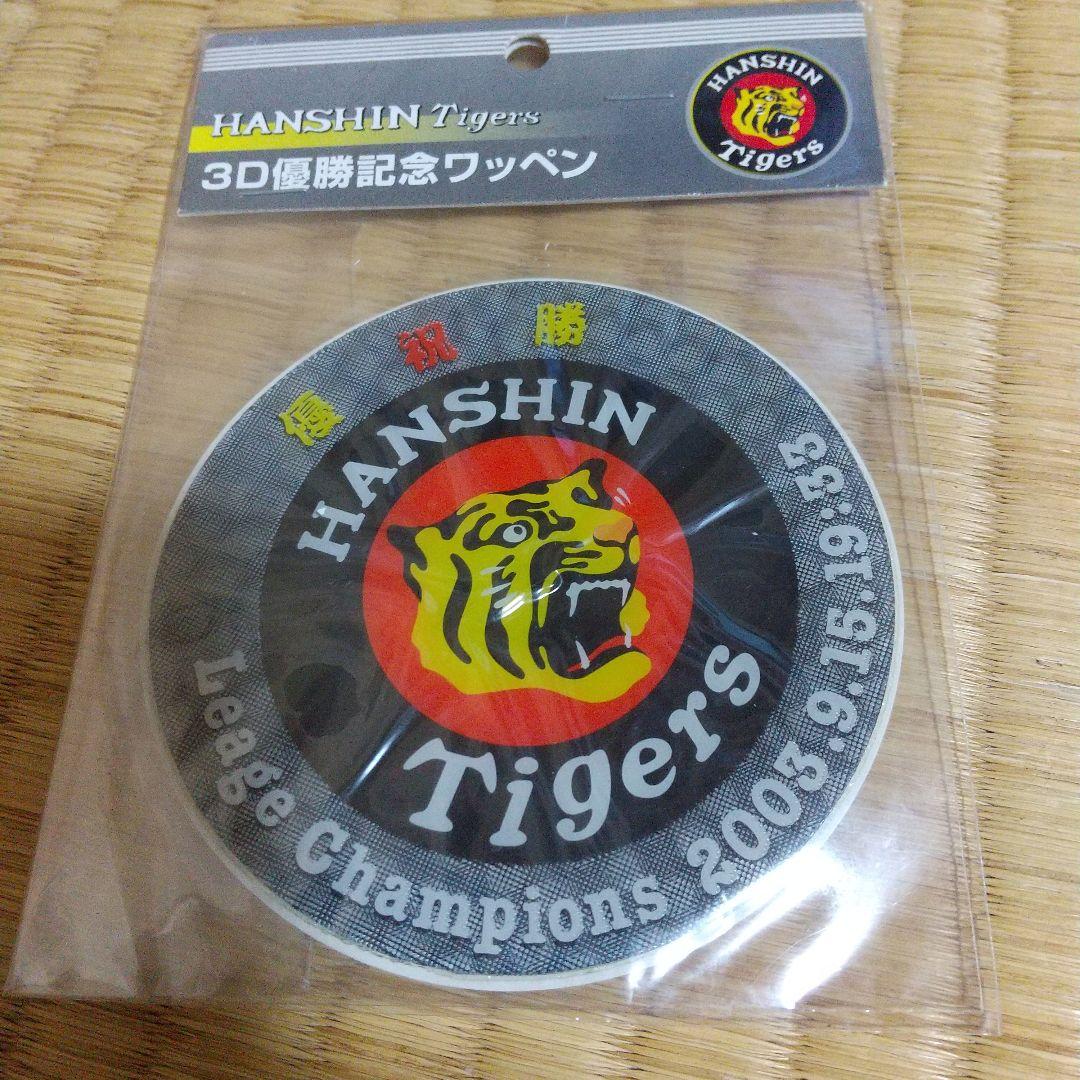 HANSHIN Tigers
3D優勝記念ワッペン
HANSHIN
Tigers
優祝勝
HANSHIN
Tigers
Leage Champions 2003.9.15.19:33